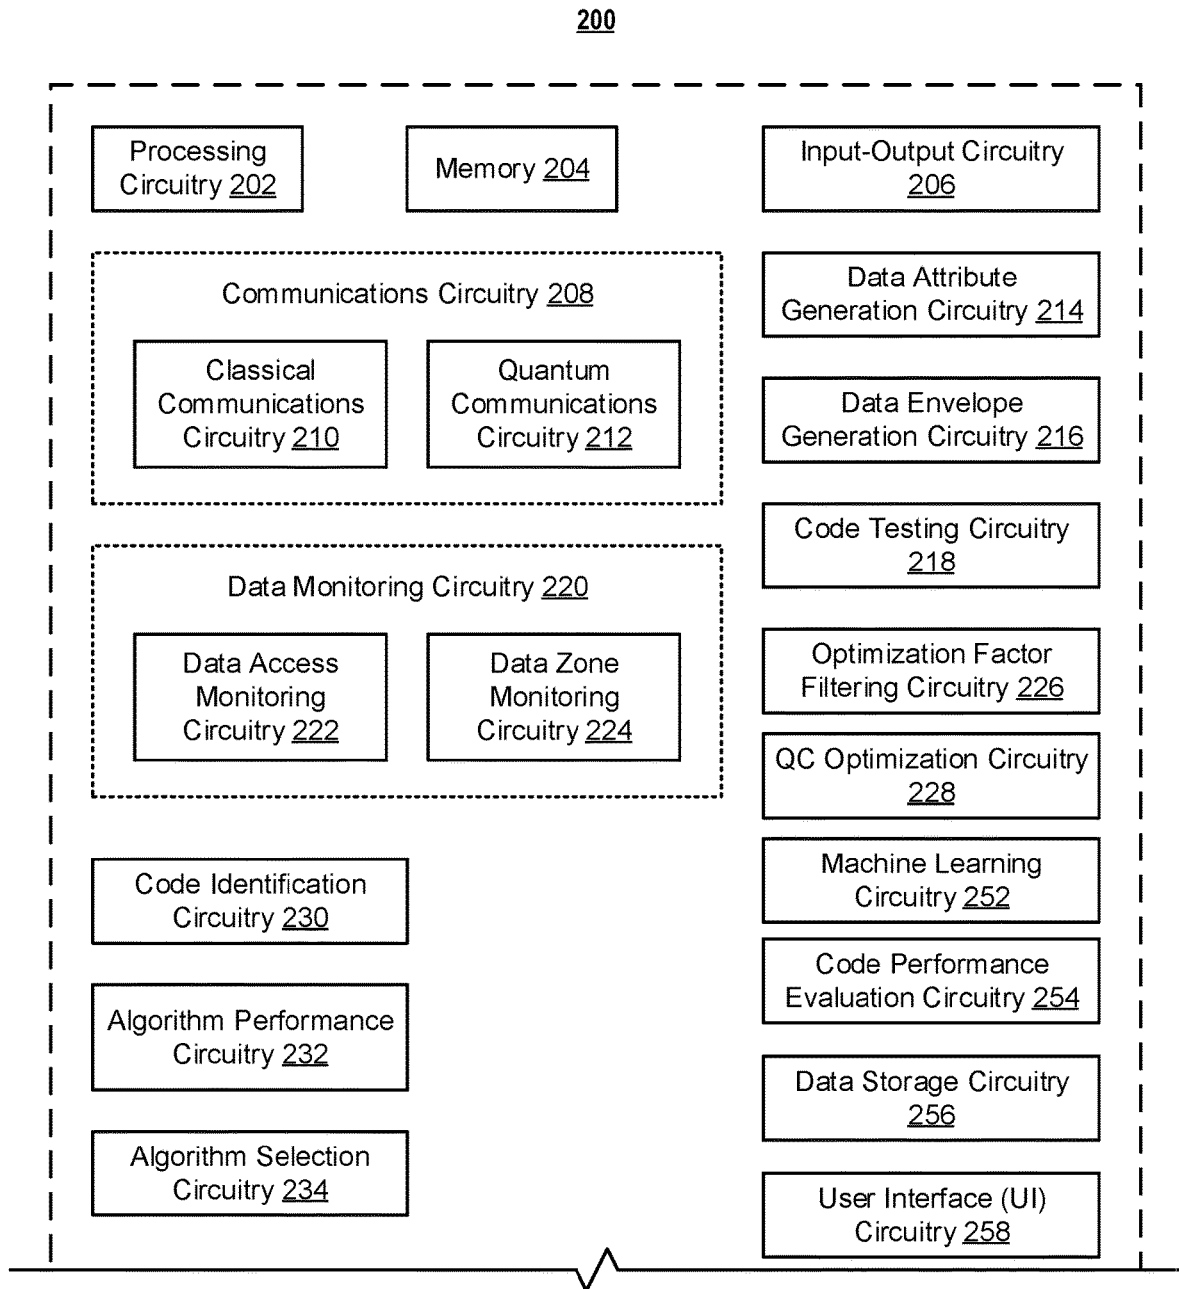 200
Processing
Circuitry 202
Memory 204
Input-Output Circuitry
206
Communications Circuitry 208
Classical
Communications
Circuitry 210
Quantum
Communications
Circuitry 212
Data Attribute
Generation Circuitry 214
Data Envelope
Generation Circuitry 216
Code Testing Circuitry
218
Data Monitoring Circuitry 220
Data Access
Monitoring
Circuitry 222
Data Zone
Monitoring
Circuitry 224
Optimization Factor
Filtering Circuitry 226
QC Optimization Circuitry
228
Machine Learning
Circuitry 252
Code Identification
Circuitry 230
Code Performance
Evaluation Circuitry 254
Algorithm Performance
Circuitry 232
Data Storage Circuitry
256
Algorithm Selection
Circuitry 234
User Interface (UI)
Circuitry 258